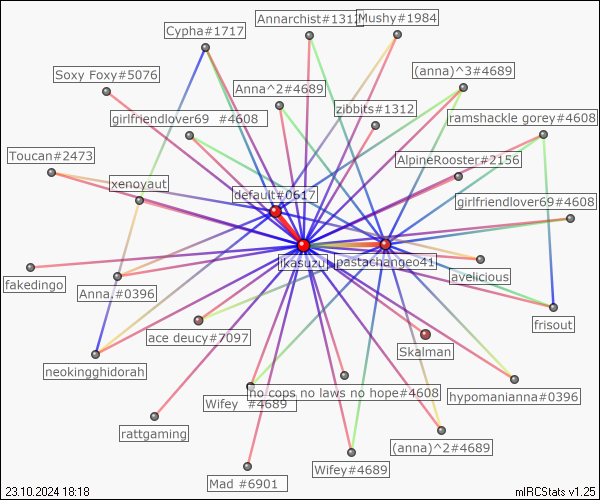 Annarchist#1312
Mushy#1984
Cypha#1717
Soxy Foxy#5076
(anna)^3#4689
Anna^2#4689
zibbits#1312
girlfriendlover69 #4608
ramshackle gorey#4608
Toucan#2473
AlpineRooster#2156
xenoyaut
default#0617
girlfriendlover69#4608
ikasuzu
pastachangeo41
avelicious
fakedingo
Anna,#0396
frisout
ace deucy#7097
Skalman
neokingghidorah
no cops no laws no hope#4608
hypomanianna#0396
Wifey #4689
rattgaming
(anna)^2#4689
Wifey#4689
Mad #6901
23.10.2024 18:18
mIRCStats v1.25